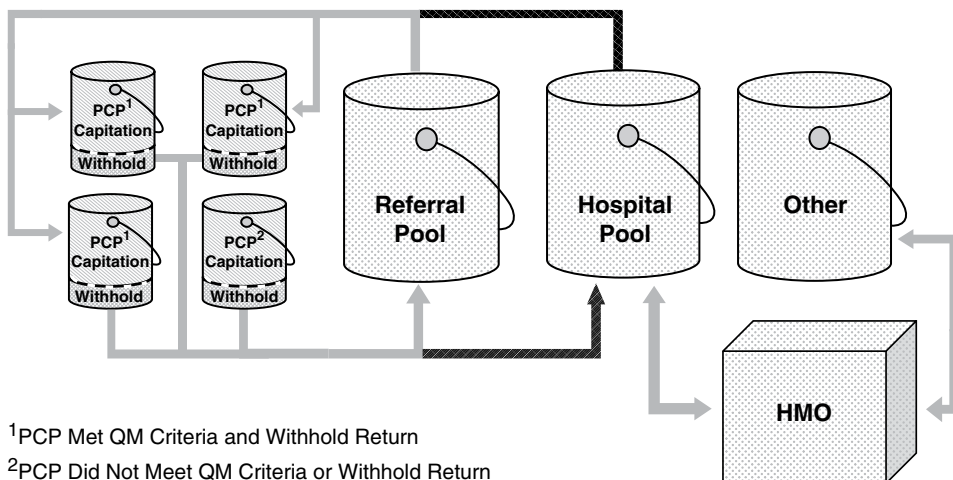 PCP1
Capitation
Withhold
PCP1
Capitation
Withhold
PCP1
Capitation
Withhold
PCP2
Capitation
Withhold
Referral
Pool
Hospital
Pool
Other
HMO
1PCP Met QM Criteria and Withhold Return
2PCP Did Not Meet QM Criteria or Withhold Return